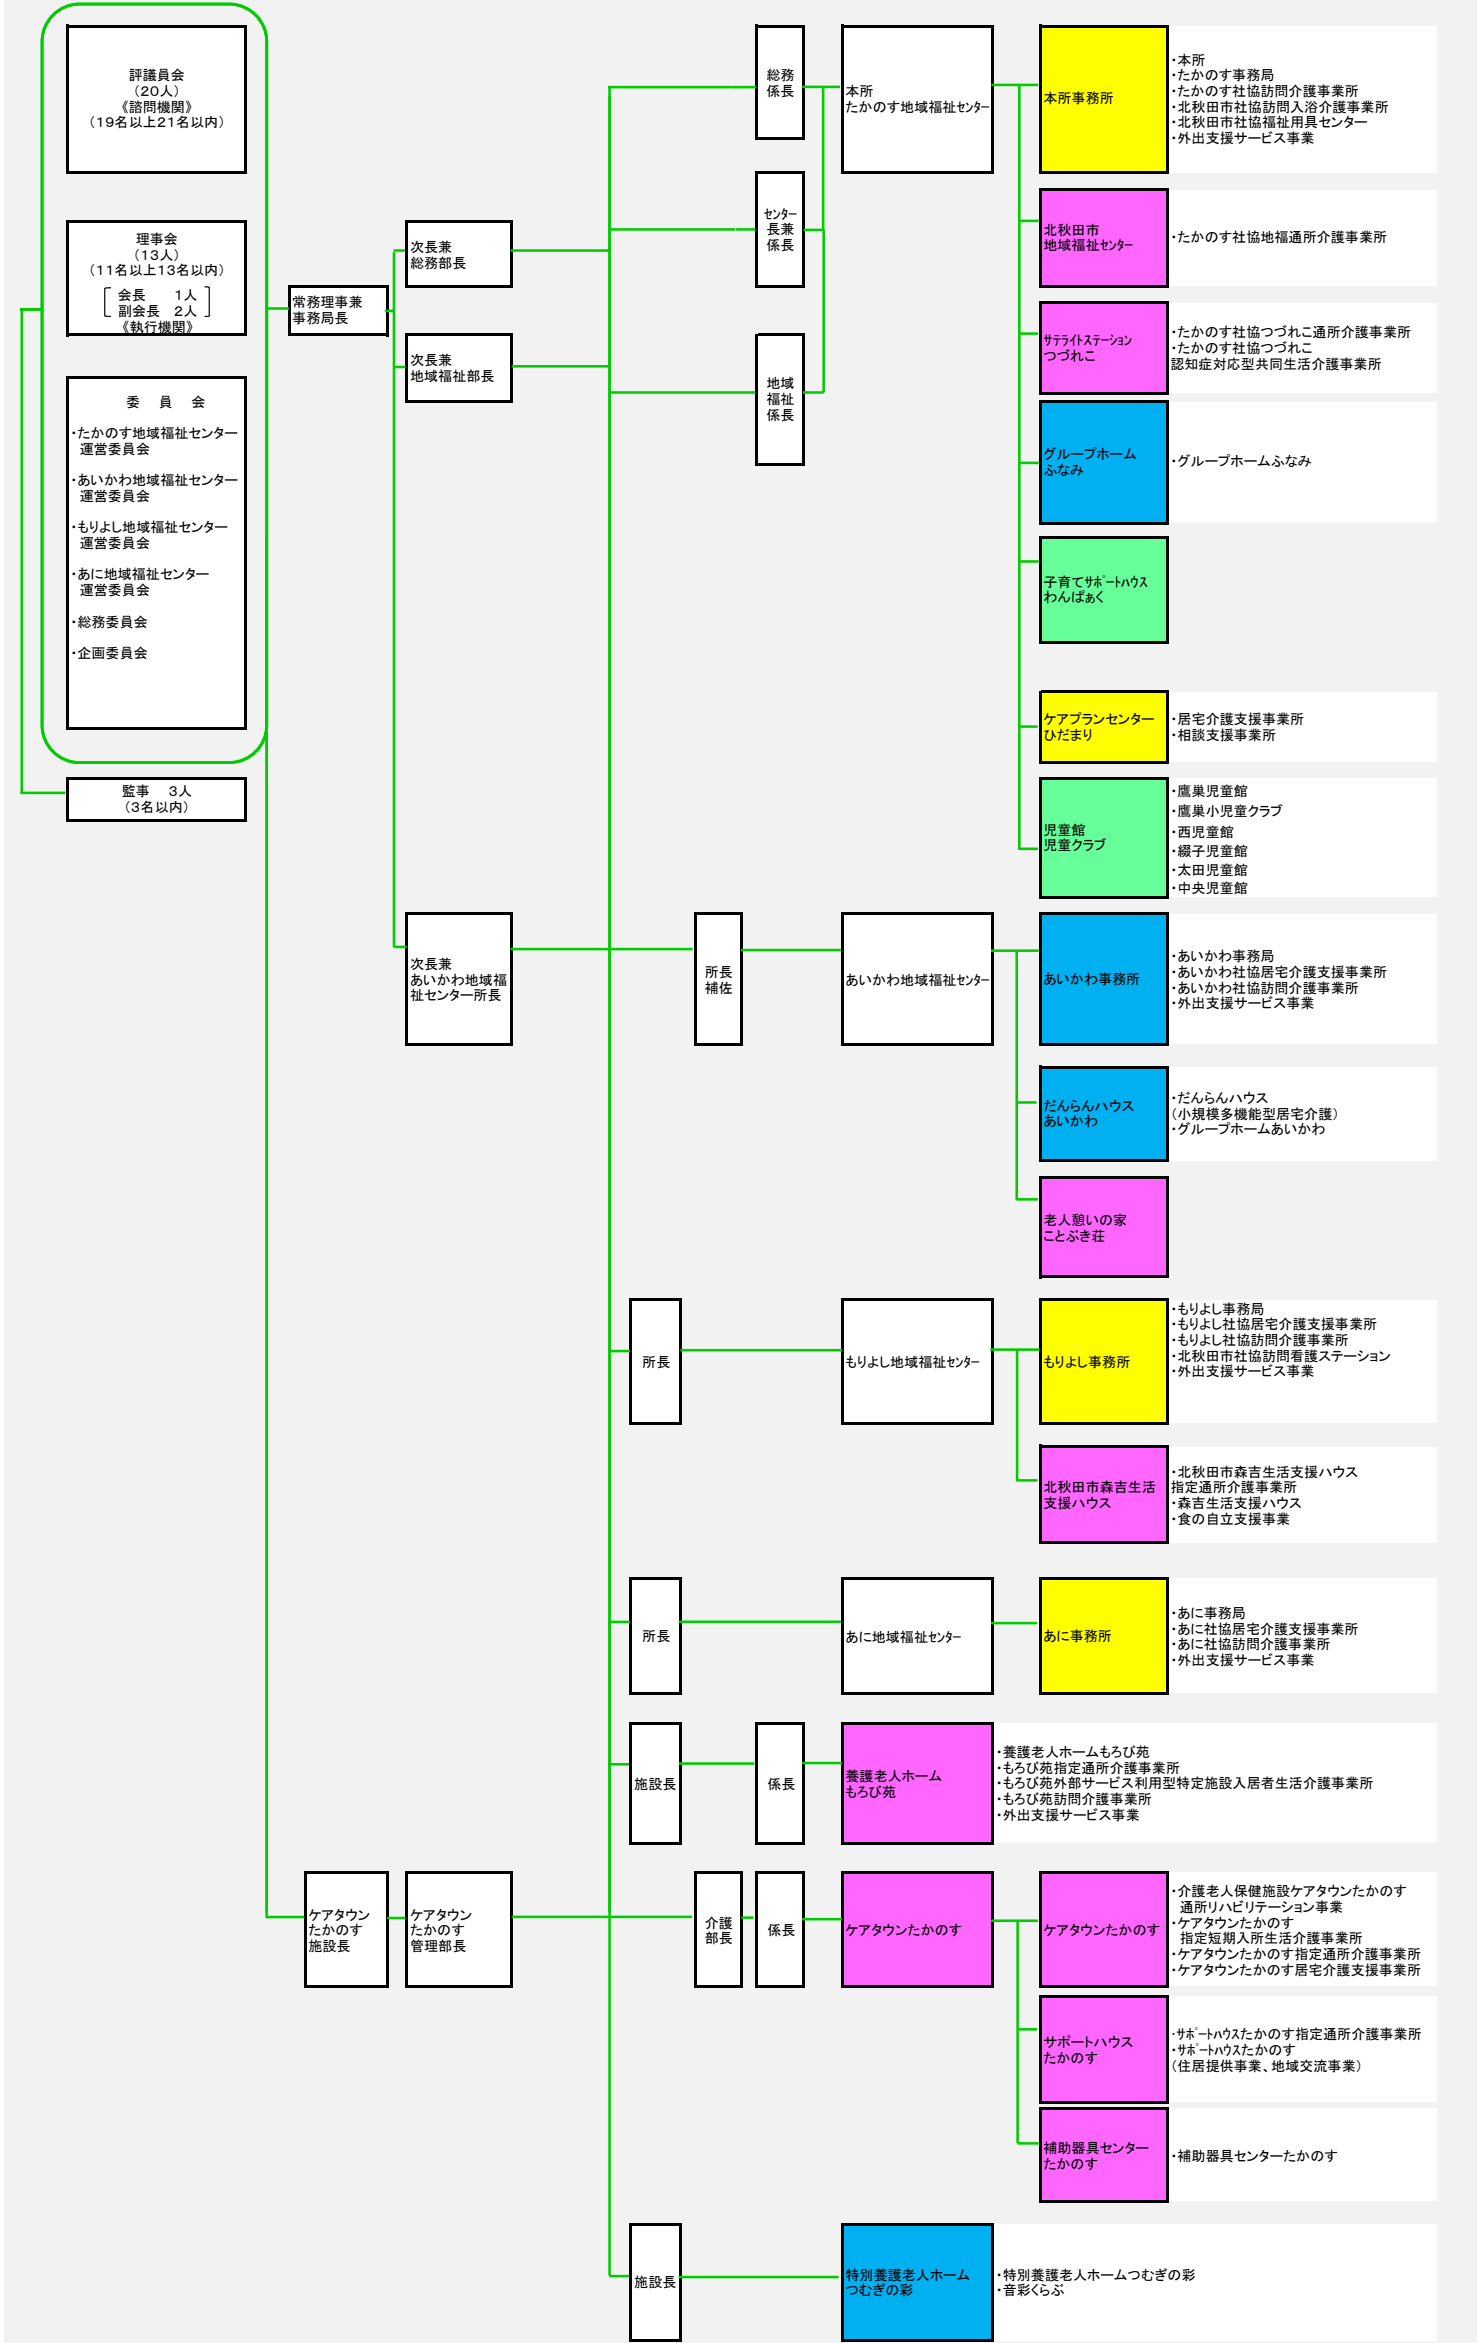 評議員会
（20人）
《諮問機関》
（19名以上21名以内）
理事会
（13人）
（11名以上13名以内）
会長　　1人
副会長　2人
《執行機関》
委　員　会
・たかのす地域福祉センター
運営委員会
・あいかわ地域福祉センター
運営委員会
・もりよし地域福祉センター
運営委員会
・あに地域福祉センター
運営委員会
・総務委員会
・企画委員会
監事　3人
（3名以内）
常務理事兼
事務局長
次長兼
総務部長
次長兼
地域福祉部長
次長兼
あいかわ地域福
祉センター所長
ケアタウン
たかのす
施設長
ケアタウン
たかのす
管理部長
総務
係長
センター
長兼
係長
地域
福祉
係長
本所
たかのす地域福祉センター
本所事務所
・本所
・たかのす事務局
・たかのす社協訪問介護事業所
・北秋田市社協訪問入浴介護事業所
・北秋田市社協福祉用具センター
・外出支援サービス事業
北秋田市
地域福祉センター
・たかのす社協地福通所介護事業所
サテライトステーション
つづれこ
・たかのす社協つづれこ通所介護事業所
・たかのす社協つづれこ
認知症対応型共同生活介護事業所
グループホーム
ふなみ
・グループホームふなみ
子育てサポートハウス
わんぱぁく
ケアプランセンター
ひだまり
・居宅介護支援事業所
・相談支援事業所
児童館
児童クラブ
・鷹巣児童館
・鷹巣小児童クラブ
・西児童館
・綴子児童館
・太田児童館
・中央児童館
所長
補佐
あいかわ地域福祉センター
あいかわ事務所
・あいかわ事務局
・あいかわ社協居宅介護支援事業所
・あいかわ社協訪問介護事業所
・外出支援サービス事業
だんらんハウス
あいかわ
・だんらんハウス
（小規模多機能型居宅介護）
・グループホームあいかわ
老人憩いの家
ことぶき荘
所長
もりよし地域福祉センター
もりよし事務所
・もりよし事務局
・もりよし社協居宅介護支援事業所
・もりよし社協訪問介護事業所
・北秋田市社協訪問看護ステーション
・外出支援サービス事業
北秋田市森吉生活
支援ハウス
・北秋田市森吉生活支援ハウス
指定通所介護事業所
・森吉生活支援ハウス
・食の自立支援事業
所長
あに地域福祉センター
あに事務所
・あに事務局
・あに社協居宅介護支援事業所
・あに社協訪問介護事業所
・外出支援サービス事業
施設長
係長
養護老人ホーム
もろび苑
・養護老人ホームもろび苑
・もろび苑指定通所介護事業所
・もろび苑外部サービス利用型特定施設入居者生活介護事業所
・もろび苑訪問介護事業所
・外出支援サービス事業
介護
部長
係長
ケアタウンたかのす
ケアタウンたかのす
・介護老人保健施設ケアタウンたかのす
通所リハビリテーション事業
・ケアタウンたかのす
指定短期入所生活介護事業所
・ケアタウンたかのす指定通所介護事業所
・ケアタウンたかのす居宅介護支援事業所
サポートハウス
たかのす
・サポートハウスたかのす指定通所介護事業所
・サポートハウスたかのす
（住居提供事業、地域交流事業）
補助器具センター
たかのす
・補助器具センターたかのす
施設長
特別養護老人ホーム
つむぎの彩
・特別養護老人ホームつむぎの彩
・音彩くらぶ